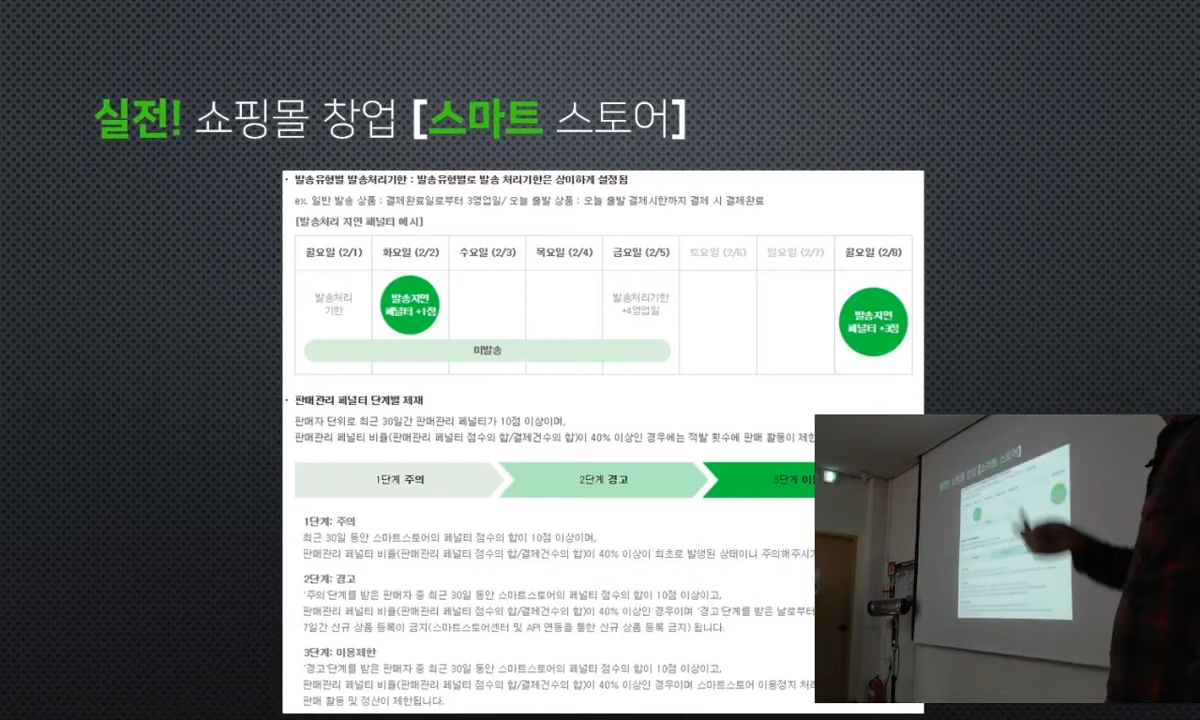 실전! 쇼핑몰 창업 [스마트 스토어]
· 발송유형별 발송처리기한 : 발송유형별로 발송 처리기한은 상이하게 설정됨
ex. 일반 발송 상품 : 결제완료일로부터 3영업일/ 오늘 출발 상품 : 오늘 출발 결제시한까지 결제 시 결제완료
[발송처리 지연 패널티 예시]
월요일 (2/1) 화요일 (2/2) 수요일 (2/3) 목요일 (2/4) 금요일 (2/5) 토요일 (2/6) 일요일 (2/7) 월요일 (2/8)
발송처리
기한
발송지연
페널티 +1점
발송처리기한
+4영업일
발송지연
페널티 +3점
미발송
· 판매관리 페널티 단계별 제재
판매자 단위로 최근 30일간 판매관리 페널티가 10점 이상이며,
판매관리 페널티 비율(판매관리 페널티 점수의 합/결제건수의 합)이 40% 이상인 경우에는 적발 횟수에 판매 활동이 제한
1단계 주의 2단계 경고 3단계
1단계: 주의
최근 30일 동안 스마트스토어의 페널티 점수의 합이 10점 이상이며,
판매관리 페널티 비율(판매관리 페널티 점수의 합/결제건수의 합)이 40% 이상이 최초로 발생된 상태이니 주의해주시기
2단계: 경고
'주의'단계를 받은 판매자 중 최근 30일 동안 스마트스토어의 페널티 점수의 합이 10점 이상이고,
판매관리 페널티 비율(판매관리 페널티 점수의 합/결제건수의 합)이 40% 이상인 경우이며 '경고'단계를 받은 날로부터
7일간 신규 상품 등록이 금지(스마트스토어센터 및 API 연동을 통한 신규 상품 등록 금지) 됩니다.
3단계: 이용제한
'경고'단계를 받은 판매자 중 최근 30일 동안 스마트스토어의 페널티 점수의 합이 10점 이상이고,
판매관리 페널티 비율(판매관리 페널티 점수의 합/결제건수의 합)이 40% 이상인 경우이며 스마트스토어 이용정지 처리
판매 활동 및 정산이 제한됩니다.
실전! 쇼핑몰 창업 [스마트 스토어]